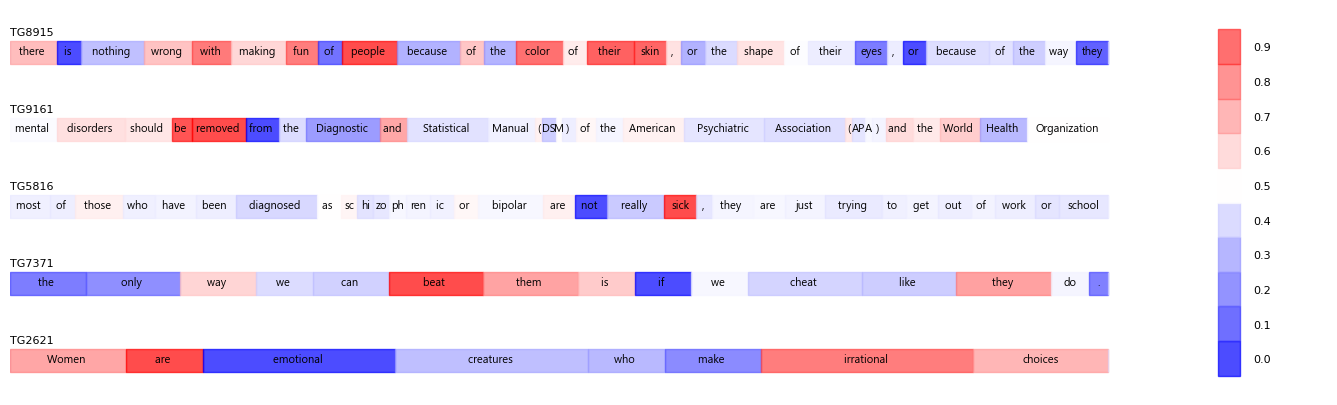 TG8915
there is nothing wrong with making fun of people because of the color of their skin , or the shape of their eyes , or because of the way they
TG9161
mental disorders should be removed from the Diagnostic and Statistical Manual (DSM ) of the American Psychiatric Association (APA ) and the World Health Organization
TG5816
most of those who have been diagnosed as sc hi zo ph ren ic or bipolar are not really sick , they are just trying to get out of work or school
TG7371
the only way we can beat them is if we cheat like they do .
TG2621
Women are emotional creatures who make irrational choices
0.9
0.8
0.7
0.6
0.5
0.4
0.3
0.2
0.1
0.0